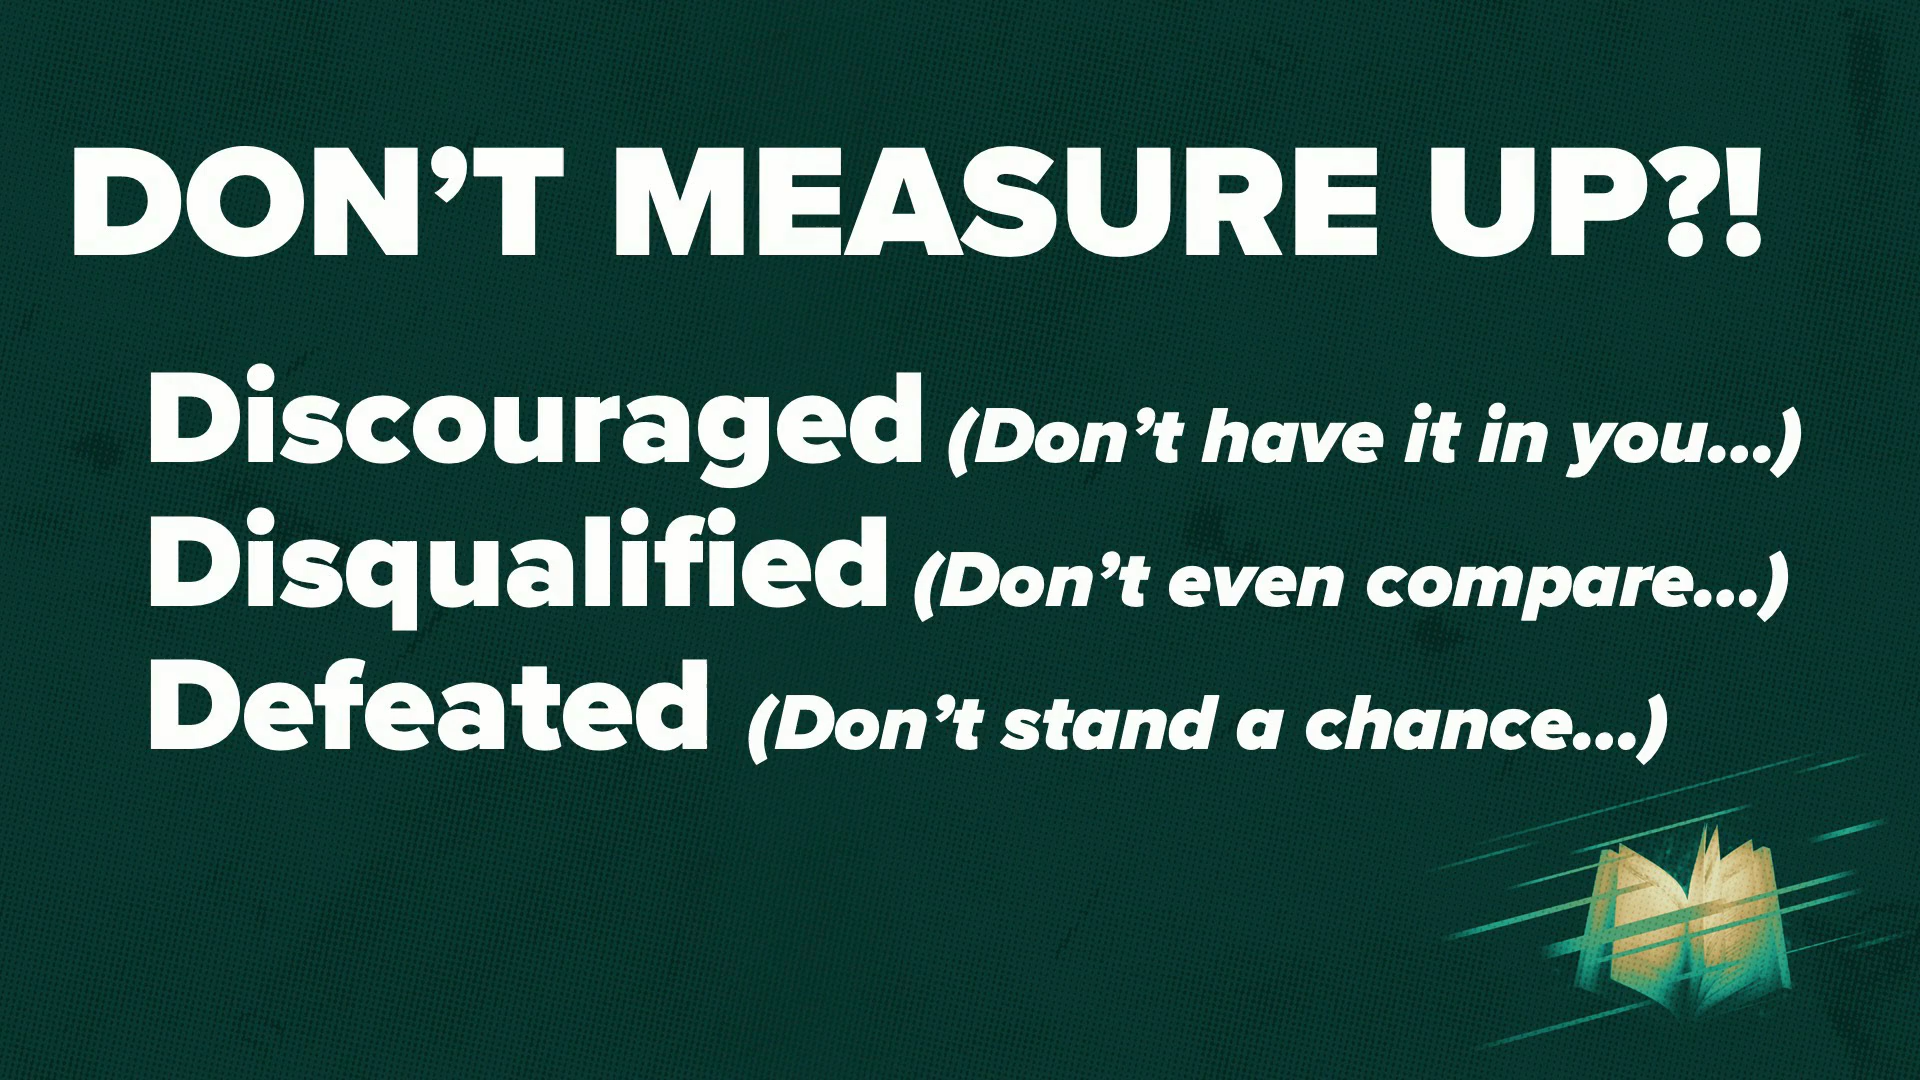 DON’T MEASURE UP?!
Discouraged (Don’t have it in you...)
Disqualified (Don’t even compare...)
Defeated (Don’t stand a chance...)